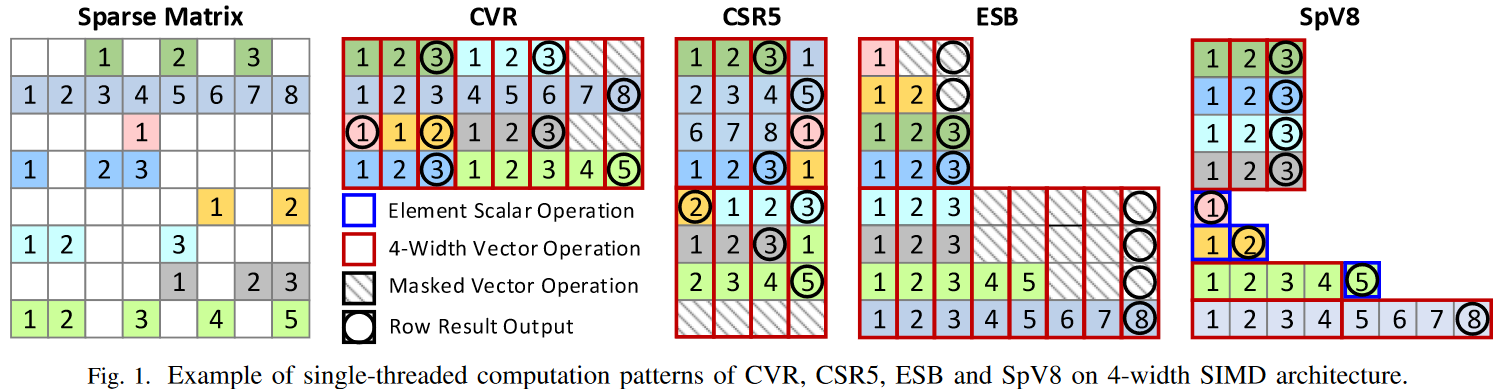 Sparse Matrix
1 2 3
1 2 3 4 5 6 7 8
1
1 2 3
1 2
1 2 3
1 2 3
1 2 3 4 5
CVR
1 2 3 1 2 3
1 2 3 4 5 6 7 8
1 1 2 1 2 3
1 2 3 1 2 3 4 5
Element Scalar Operation
4-Width Vector Operation
Masked Vector Operation
Row Result Output
CSR5
1 2 3 1
2 3 4 5
6 7 8 1
1 2 3 1
2 1 2 3
1 2 3 1
2 3 4 5
ESB
1
1 2
1 2 3
1 2 3
1 2 3
1 2 3
1 2 3 4 5
1 2 3 4 5 6 7 8
SpV8
1 2 3
1 2 3
1 2 3
1 2 3
1
1 2
1 2 3 4 5
1 2 3 4 5 6 7 8
Fig. 1. Example of single-threaded computation patterns of CVR, CSR5, ESB and SpV8 on 4-width SIMD architecture.